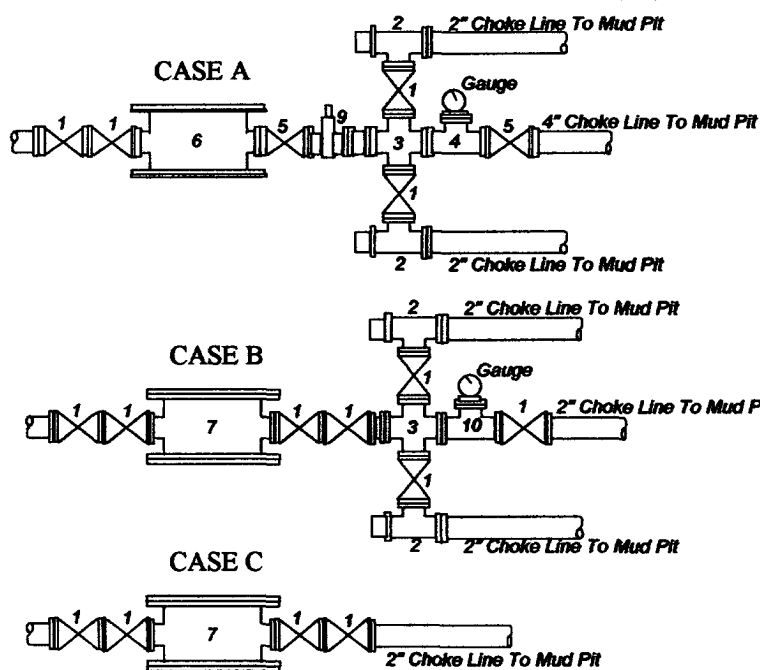 2 2" Choke Line To Mud Pit
CASE A
Gauge
1
1 1 6 5 9 3 4 5 4" Choke Line To Mud Pit
1
2 2" Choke Line To Mud Pit
2 2" Choke Line To Mud Pit
CASE B
Gauge
1
1 1 7 1 1 3 10 1 2" Choke Line To Mud P
1
2 2" Choke Line To Mud Pit
CASE C
1 1 7 1 1
2" Choke Line To Mud Pit